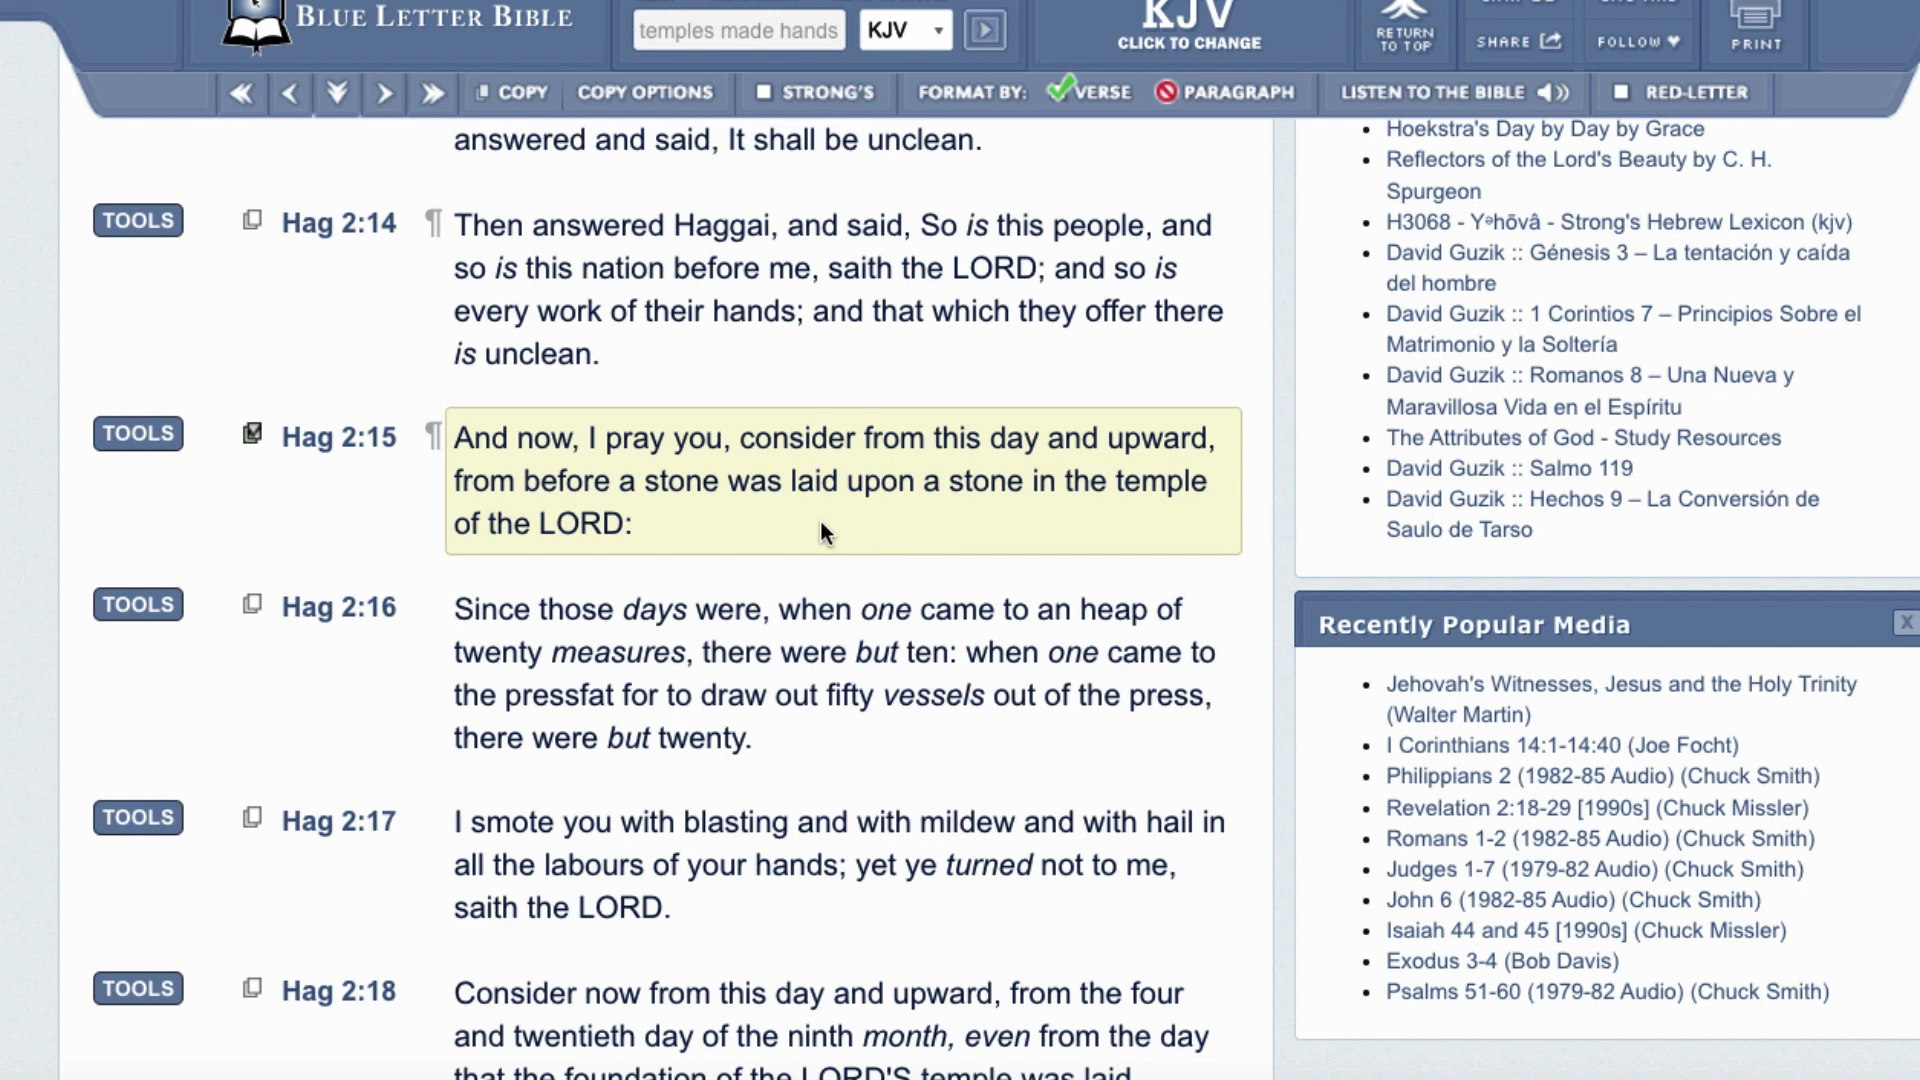 BLUE LETTER BIBLE
temples made hands
KJV
KJV
CLICK TO CHANGE
RETURN
TO TOP
SHARE
FOLLOW
PRINT
COPY
COPY OPTIONS
STRONG'S
FORMAT BY:
VERSE
PARAGRAPH
LISTEN TO THE BIBLE
RED-LETTER
answered and said, It shall be unclean.
TOOLS
Hag 2:14
¶ Then answered Haggai, and said, So is this people, and
so is this nation before me, saith the LORD; and so is
every work of their hands; and that which they offer there
is unclean.
TOOLS
Hag 2:15
¶ And now, I pray you, consider from this day and upward,
from before a stone was laid upon a stone in the temple
of the LORD:
TOOLS
Hag 2:16
Since those days were, when one came to an heap of
twenty measures, there were but ten: when one came to
the pressfat for to draw out fifty vessels out of the press,
there were but twenty.
TOOLS
Hag 2:17
I smote you with blasting and with mildew and with hail in
all the labours of your hands; yet ye turned not to me,
saith the LORD.
TOOLS
Hag 2:18
Consider now from this day and upward, from the four
and twentieth day of the ninth month, even from the day
that the foundation of the LORD'S temple was laid,
Hoekstra's Day by Day by Grace
Reflectors of the Lord's Beauty by C. H.
Spurgeon
H3068 - Yᵊhōvâ - Strong's Hebrew Lexicon (kjv)
David Guzik :: Génesis 3 – La tentación y caída
del hombre
David Guzik :: 1 Corintios 7 – Principios Sobre el
Matrimonio y la Soltería
David Guzik :: Romanos 8 – Una Nueva y
Maravillosa Vida en el Espíritu
The Attributes of God - Study Resources
David Guzik :: Salmo 119
David Guzik :: Hechos 9 – La Conversión de
Saulo de Tarso
Recently Popular Media
X
Jehovah's Witnesses, Jesus and the Holy Trinity
(Walter Martin)
I Corinthians 14:1-14:40 (Joe Focht)
Philippians 2 (1982-85 Audio) (Chuck Smith)
Revelation 2:18-29 [1990s] (Chuck Missler)
Romans 1-2 (1982-85 Audio) (Chuck Smith)
Judges 1-7 (1979-82 Audio) (Chuck Smith)
John 6 (1982-85 Audio) (Chuck Smith)
Isaiah 44 and 45 [1990s] (Chuck Missler)
Exodus 3-4 (Bob Davis)
Psalms 51-60 (1979-82 Audio) (Chuck Smith)